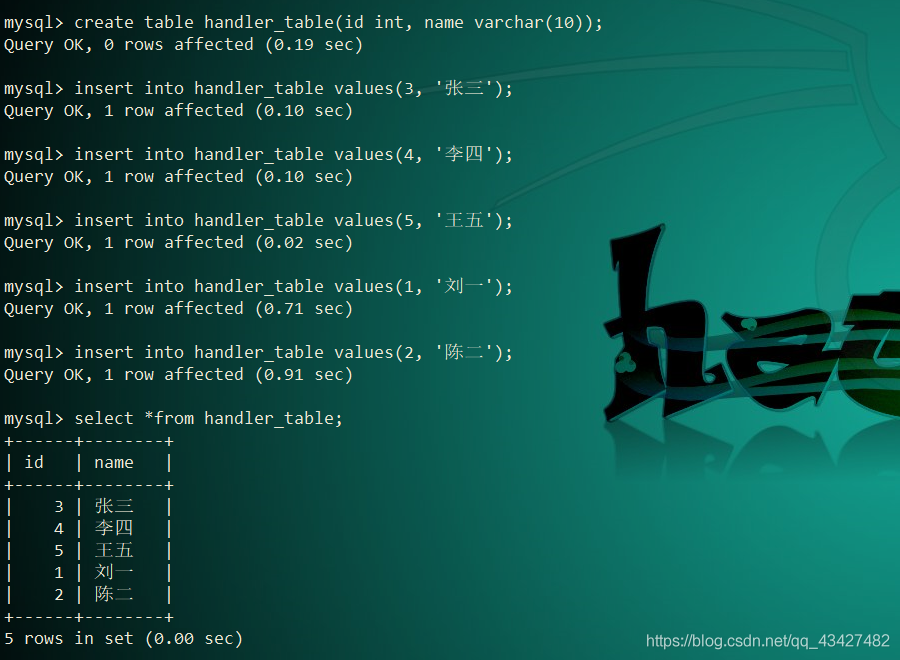 mysql> create table handler_table(id int, name varchar(10));
Query OK, 0 rows affected (0.19 sec)
mysql> insert into handler_table values(3, '张三');
Query OK, 1 row affected (0.10 sec)
mysql> insert into handler_table values(4, '李四');
Query OK, 1 row affected (0.10 sec)
mysql> insert into handler_table values(5, '王五');
Query OK, 1 row affected (0.02 sec)
mysql> insert into handler_table values(1, '刘一');
Query OK, 1 row affected (0.71 sec)
mysql> insert into handler_table values(2, '陈二');
Query OK, 1 row affected (0.91 sec)
mysql> select *from handler_table;
+------+--------+
| id   | name   |
+------+--------+
|    3 | 张三   |
|    4 | 李四   |
|    5 | 王五   |
|    1 | 刘一   |
|    2 | 陈二   |
+------+--------+
5 rows in set (0.00 sec)
https://blog.csdn.net/qq_43427482